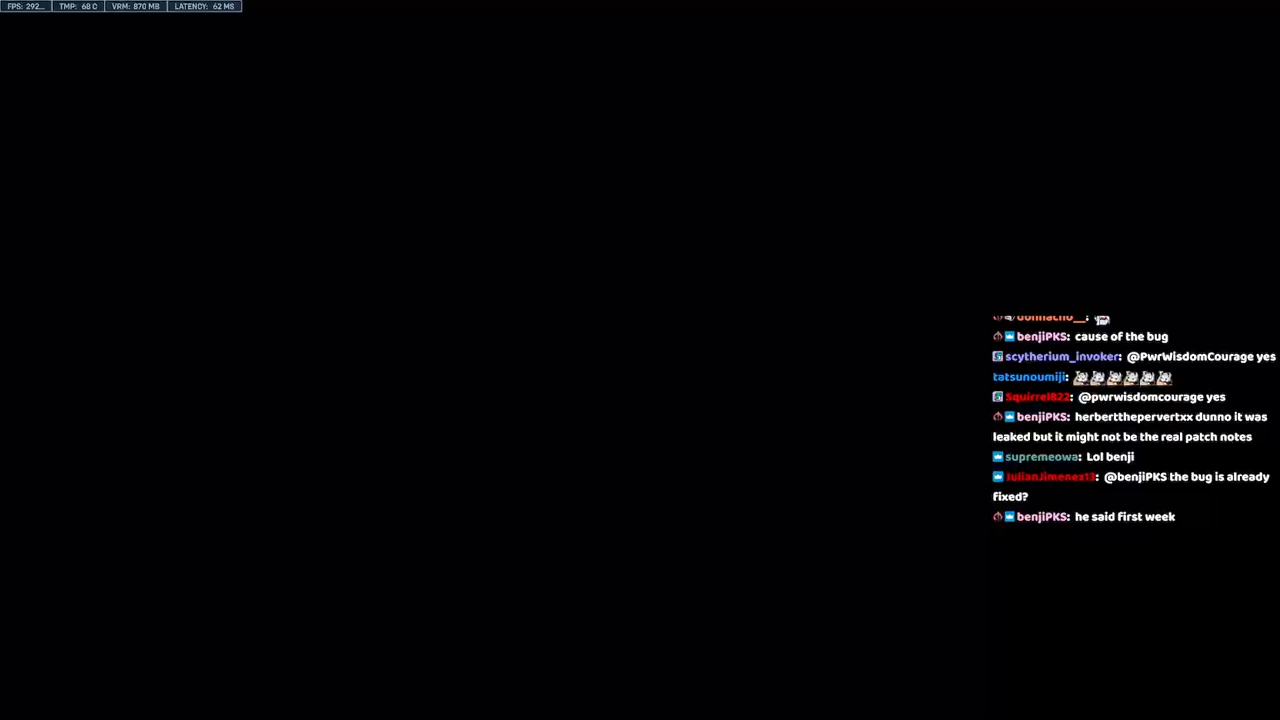 FPS: 292... TMP: 68 C VRM: 870 MB LATENCY: 62 MS
donnacho__:
benjiPKS: cause of the bug
scytherium_invoker: @PwrWisdomCourage yes
tatsunoumiji:
Squirrel822: @pwrwisdomcourage yes
benjiPKS: herbertthepervertxx dunno it was
leaked but it might not be the real patch notes
supremeowa: Lol benji
JulianJimenez13: @benjiPKS the bug is already
fixed?
benjiPKS: he said first week